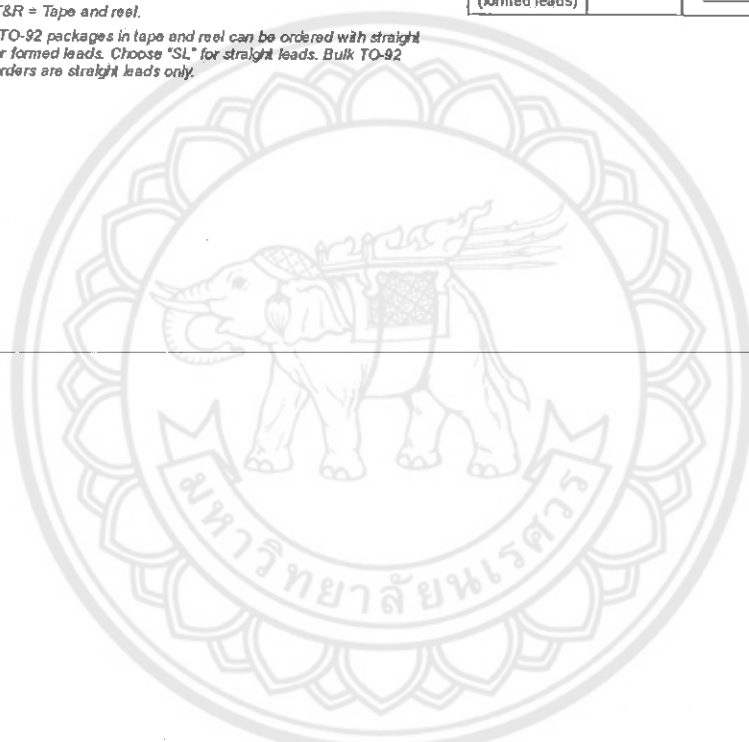 T&R = Tape and reel.
TO-92 packages in tape and reel can be ordered with straight
r formed leads. Choose "SL" for straight leads. Bulk TO-92
rders are straight leads only.
(formed leads)
มหาวิทยาลัยนเรศวร